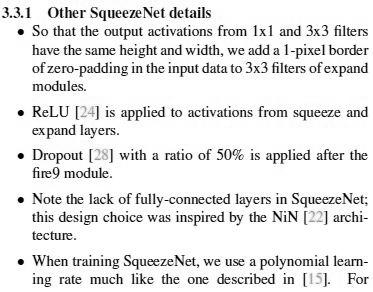 3.3.1 Other SqueezeNet details
• So that the output activations from 1x1 and 3x3 filters
have the same height and width, we add a 1-pixel border
of zero-padding in the input data to 3x3 filters of expand
modules.
• ReLU [24] is applied to activations from squeeze and
expand layers.
• Dropout [28] with a ratio of 50% is applied after the
fire9 module.
• Note the lack of fully-connected layers in SqueezeNet;
this design choice was inspired by the NiN [22] archi-
tecture.
• When training SqueezeNet, we use a polynomial learn-
ing rate much like the one described in [15]. For